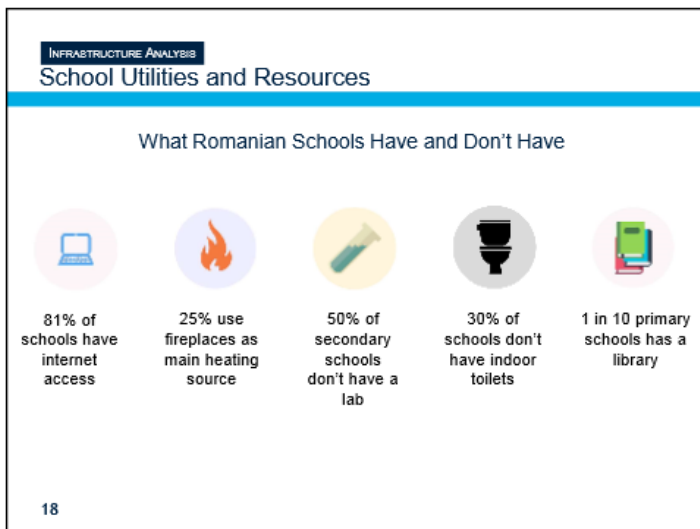 INFRASTRUCTURE ANALYSIS
School Utilities and Resources
What Romanian Schools Have and Don't Have
81% of
schools have
internet
access
25% use
fireplaces as
main heating
source
50% of
secondary
schools
don't have a
lab
30% of
schools don't
have indoor
toilets
1 in 10 primary
schools has a
library
18